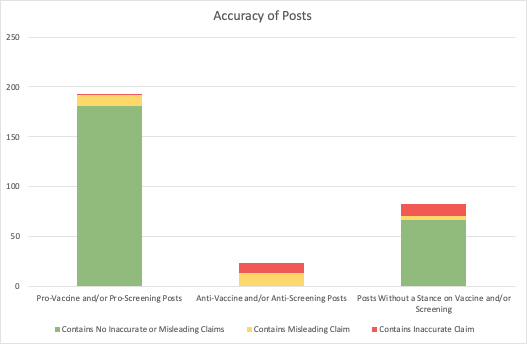 Accuracy of Posts
250
200
150
100
50
0
Pro-Vaccine and/or Pro-Screening Posts
Anti-Vaccine and/or Anti-Screening Posts
Posts Without a Stance on Vaccine and/or
Screening
Contains No Inaccurate or Misleading Claims
Contains Misleading Claim
Contains Inaccurate Claim